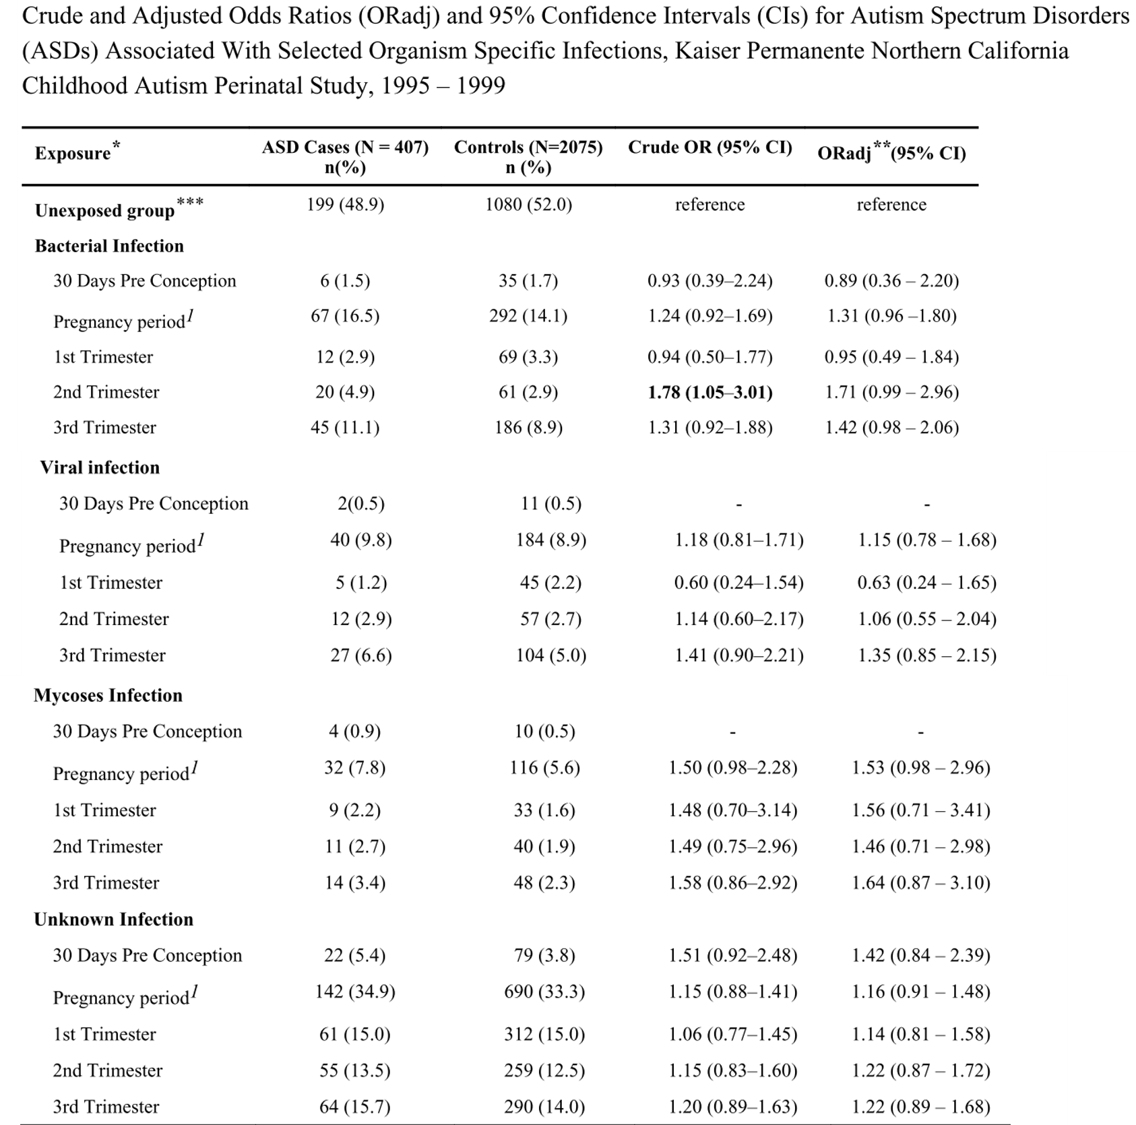 Crude and Adjusted Odds Ratios (ORadj) and 95% Confidence Intervals (CIs) for Autism Spectrum Disorders
(ASDs) Associated With Selected Organism Specific Infections, Kaiser Permanente Northern California
Childhood Autism Perinatal Study, 1995 – 1999
Exposure* ASD Cases (N = 407) n(%) Controls (N=2075) n (%) Crude OR (95% CI) ORadj**(95% CI)
Unexposed group*** 199 (48.9) 1080 (52.0) reference reference
Bacterial Infection
30 Days Pre Conception 6 (1.5) 35 (1.7) 0.93 (0.39–2.24) 0.89 (0.36 – 2.20)
Pregnancy period1 67 (16.5) 292 (14.1) 1.24 (0.92–1.69) 1.31 (0.96 –1.80)
1st Trimester 12 (2.9) 69 (3.3) 0.94 (0.50–1.77) 0.95 (0.49 – 1.84)
2nd Trimester 20 (4.9) 61 (2.9) 1.78 (1.05–3.01) 1.71 (0.99 – 2.96)
3rd Trimester 45 (11.1) 186 (8.9) 1.31 (0.92–1.88) 1.42 (0.98 – 2.06)
Viral infection
30 Days Pre Conception 2(0.5) 11 (0.5) - -
Pregnancy period1 40 (9.8) 184 (8.9) 1.18 (0.81–1.71) 1.15 (0.78 – 1.68)
1st Trimester 5 (1.2) 45 (2.2) 0.60 (0.24–1.54) 0.63 (0.24 – 1.65)
2nd Trimester 12 (2.9) 57 (2.7) 1.14 (0.60–2.17) 1.06 (0.55 – 2.04)
3rd Trimester 27 (6.6) 104 (5.0) 1.41 (0.90–2.21) 1.35 (0.85 – 2.15)
Mycoses Infection
30 Days Pre Conception 4 (0.9) 10 (0.5) - -
Pregnancy period1 32 (7.8) 116 (5.6) 1.50 (0.98–2.28) 1.53 (0.98 – 2.96)
1st Trimester 9 (2.2) 33 (1.6) 1.48 (0.70–3.14) 1.56 (0.71 – 3.41)
2nd Trimester 11 (2.7) 40 (1.9) 1.49 (0.75–2.96) 1.46 (0.71 – 2.98)
3rd Trimester 14 (3.4) 48 (2.3) 1.58 (0.86–2.92) 1.64 (0.87 – 3.10)
Unknown Infection
30 Days Pre Conception 22 (5.4) 79 (3.8) 1.51 (0.92–2.48) 1.42 (0.84 – 2.39)
Pregnancy period1 142 (34.9) 690 (33.3) 1.15 (0.88–1.41) 1.16 (0.91 – 1.48)
1st Trimester 61 (15.0) 312 (15.0) 1.06 (0.77–1.45) 1.14 (0.81 – 1.58)
2nd Trimester 55 (13.5) 259 (12.5) 1.15 (0.83–1.60) 1.22 (0.87 – 1.72)
3rd Trimester 64 (15.7) 290 (14.0) 1.20 (0.89–1.63) 1.22 (0.89 – 1.68)